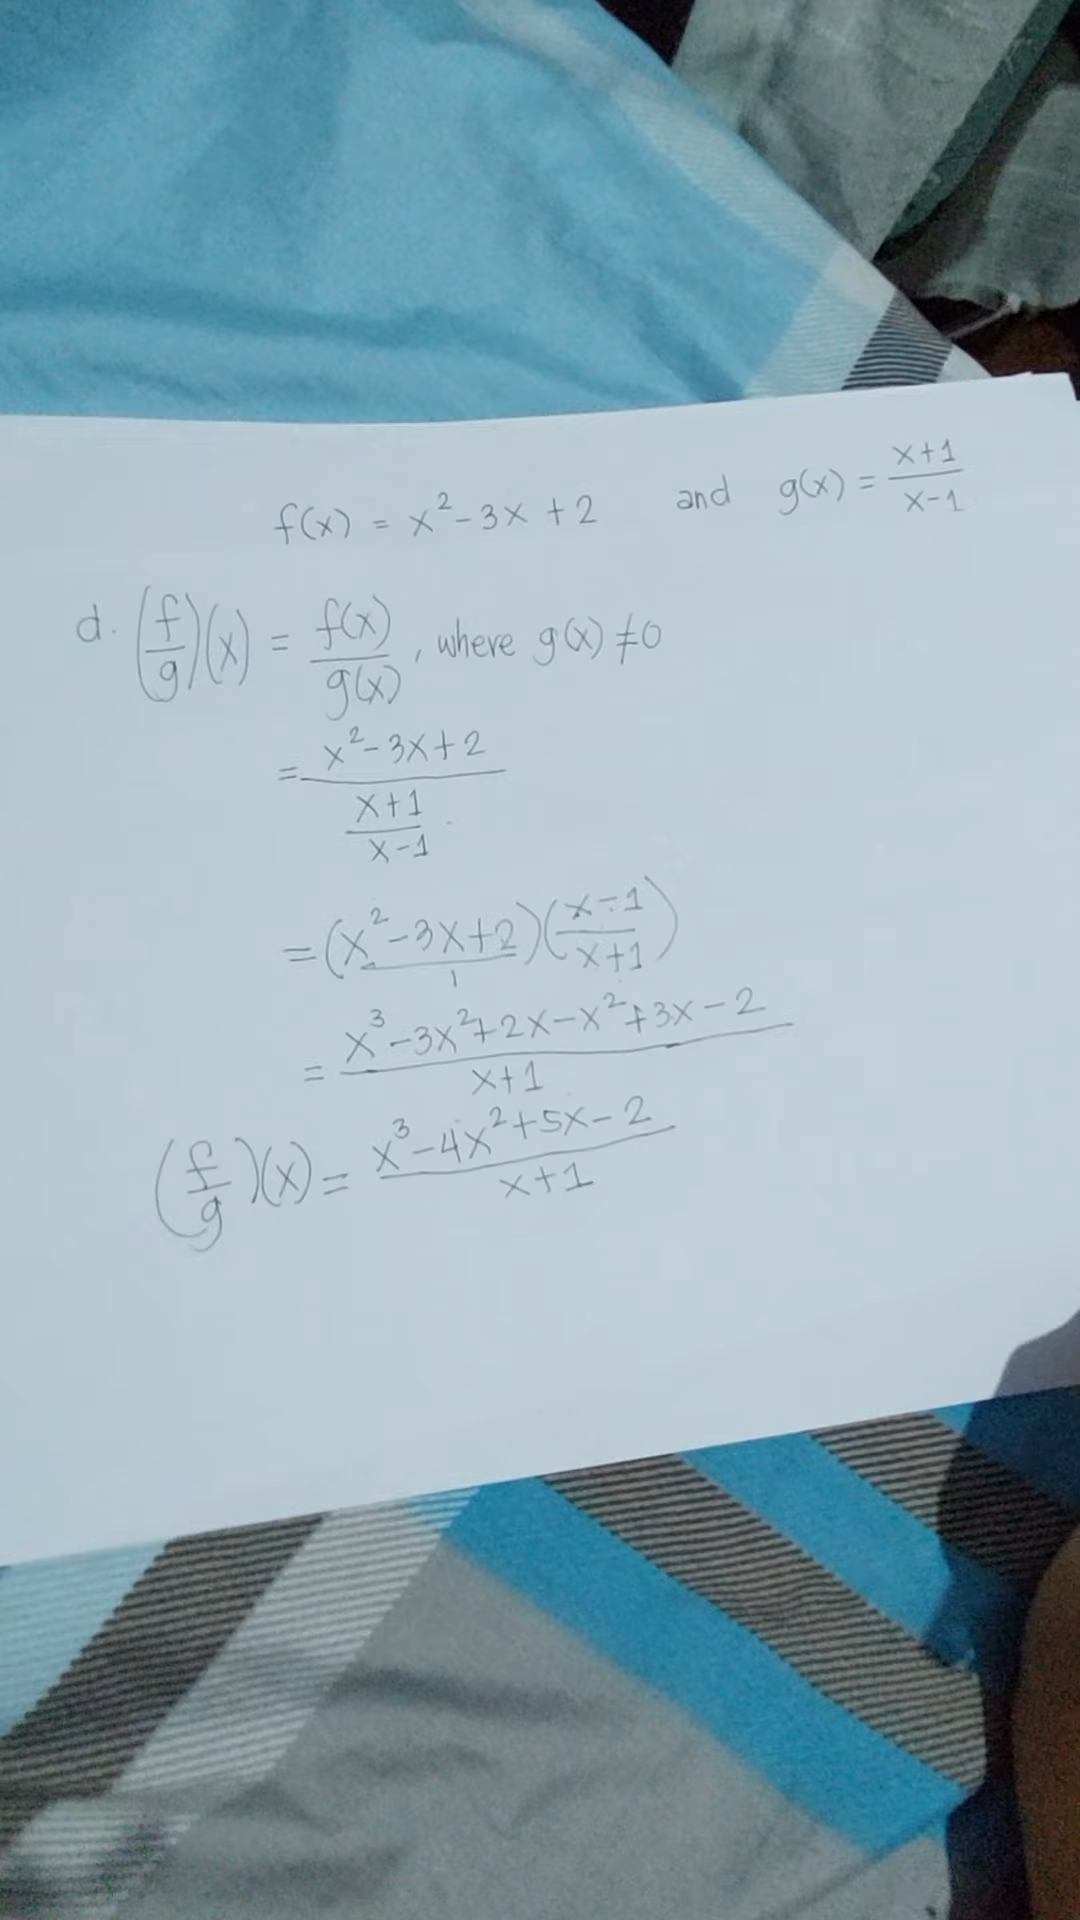 f(x) = x² - 3x + 2 and g(x) = (x+1)/(x-1)
d. (f/g)(x) = f(x)/g(x), where g(x) ≠ 0
= (x² - 3x + 2)/((x+1)/(x-1))
= ((x² - 3x + 2)/1)((x-1)/(x+1))
= (x³ - 3x² + 2x - x² + 3x - 2)/(x+1)
(f/g)(x) = (x³ - 4x² + 5x - 2)/(x+1)